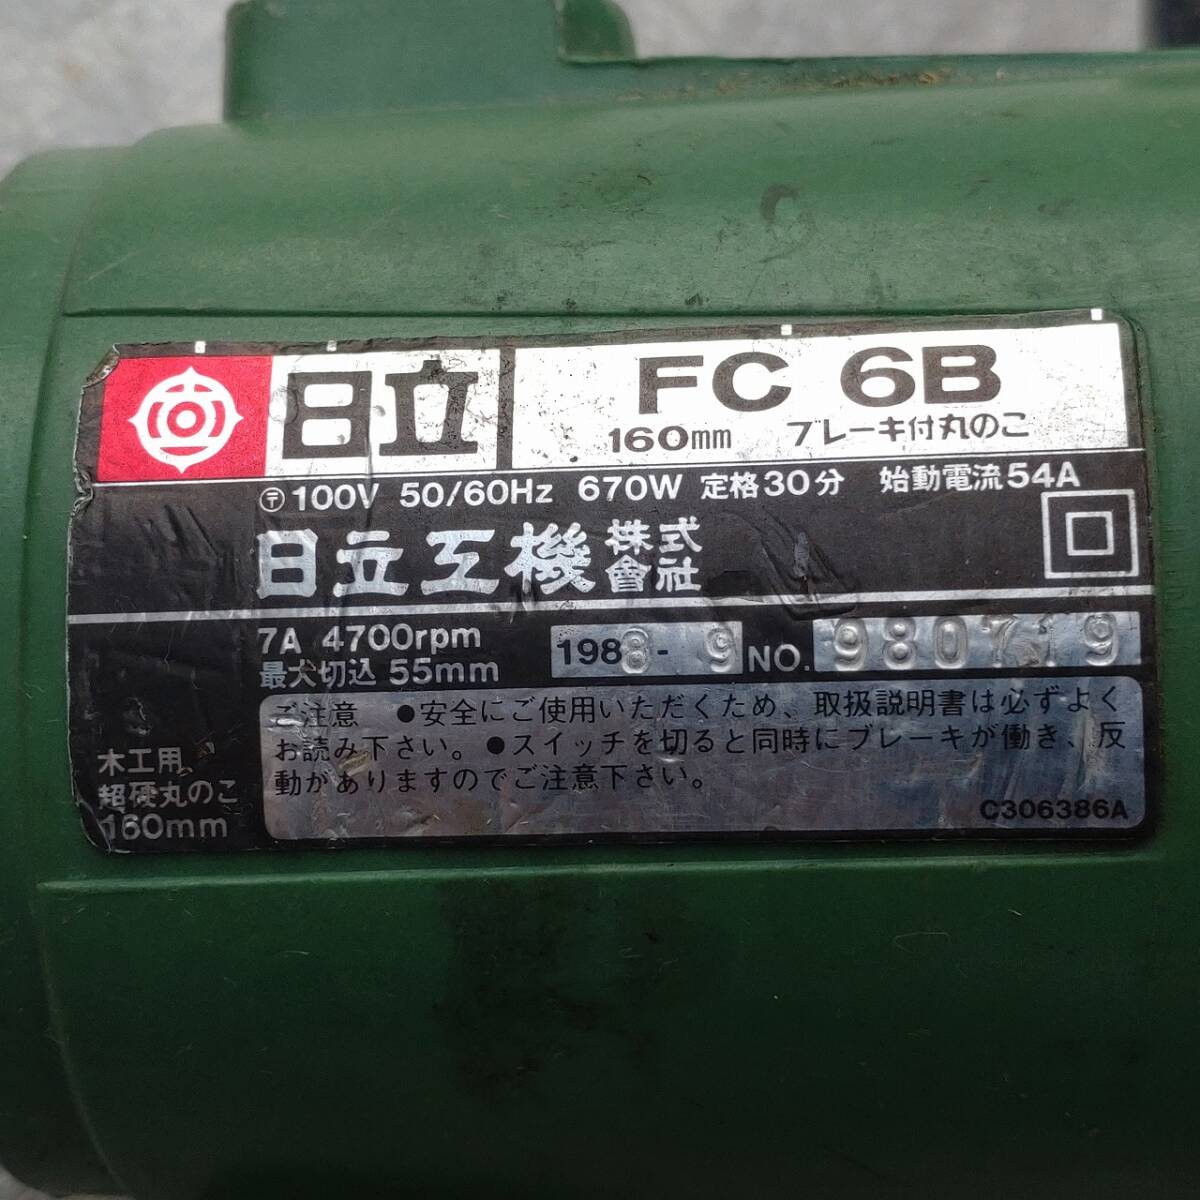 日立 FC 6B
160mm ブレーキ付丸のこ
〒 100V 50/60Hz 670W 定格30分 始動電流54A
日立工機株式會社
7A 4700rpm
最大切込 55mm
1988-9 NO. 980719
ご注意 ●安全にご使用いただくため、取扱説明書は必ずよく
お読み下さい。●スイッチを切ると同時にブレーキが働き、反
動がありますのでご注意下さい。
C306386A
木工用
超硬丸のこ
160mm